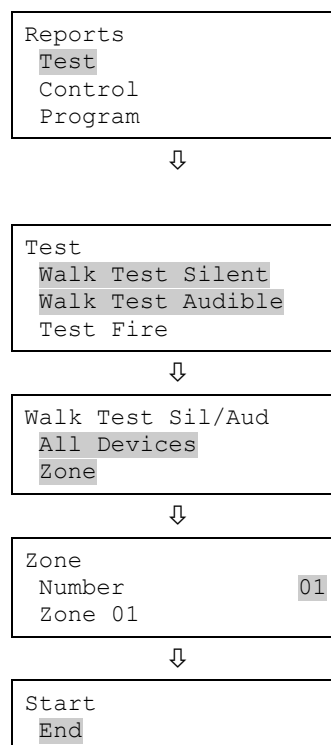 Reports
Test
Control
Program
⇩
Test
Walk Test Silent
Walk Test Audible
Test Fire
⇩
Walk Test Sil/Aud
All Devices
Zone
⇩
Zone
Number 01
Zone 01
⇩
Start
End